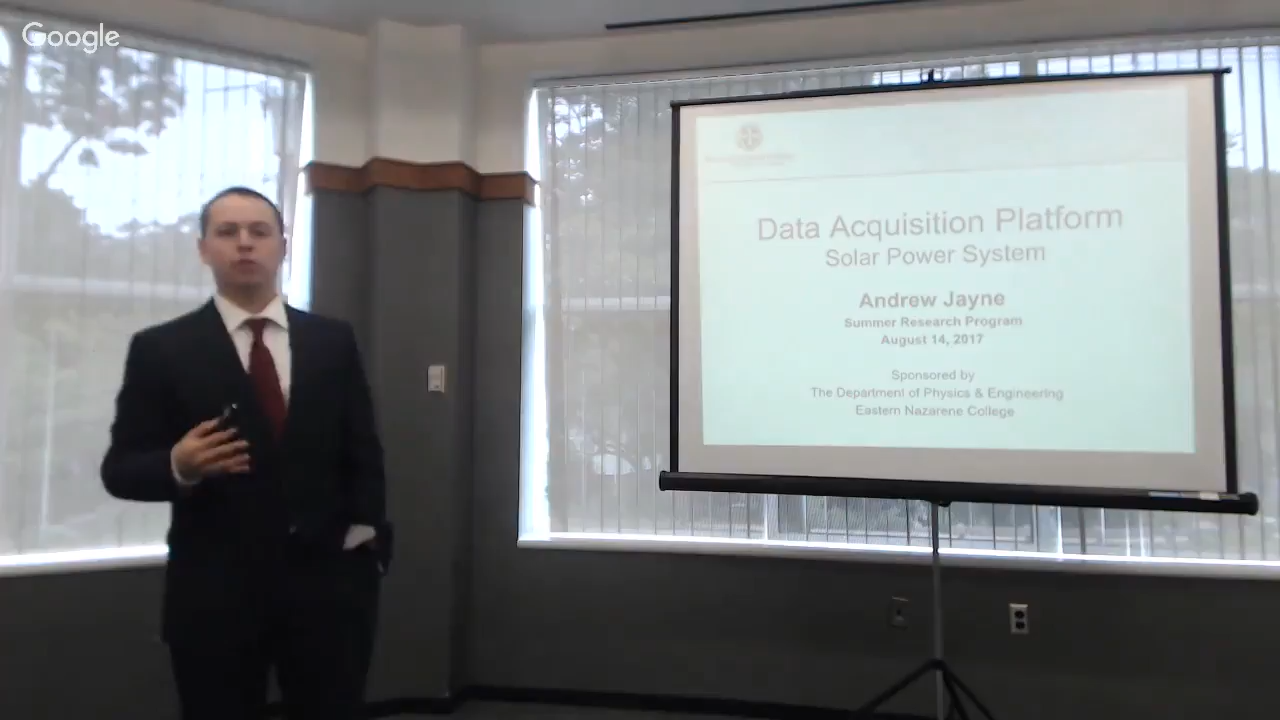 Google
Data Acquisition Platform
Solar Power System
Andrew Jayne
Summer Research Program
August 14, 2017
Sponsored by
The Department of Physics & Engineering
Eastern Nazarene College